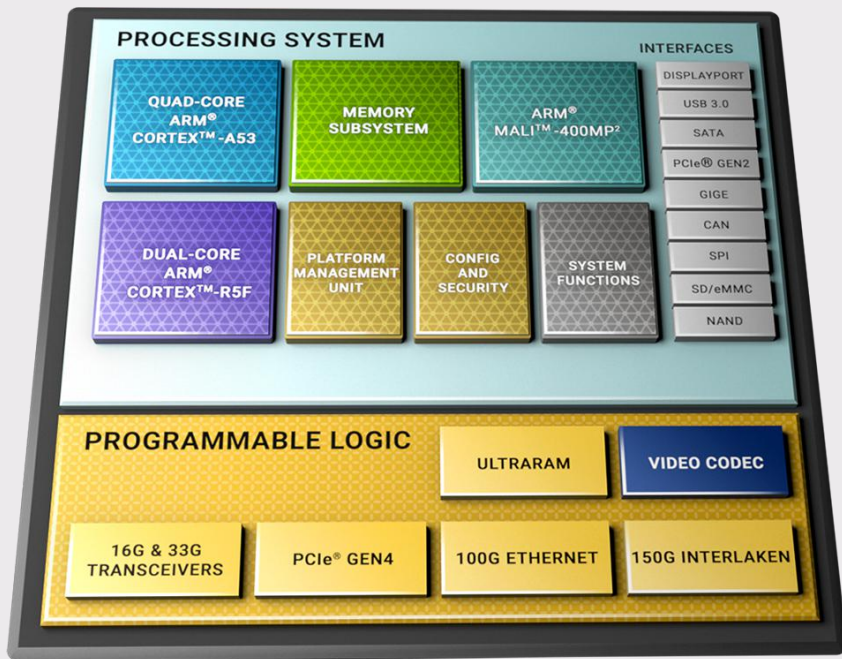 PROCESSING SYSTEM
INTERFACES
QUAD-CORE
ARM®
CORTEX™-A53
MEMORY
SUBSYSTEM
ARM®
MALI™-400MP²
DUAL-CORE
ARM®
CORTEX™-R5F
PLATFORM
MANAGEMENT
UNIT
CONFIG
AND
SECURITY
SYSTEM
FUNCTIONS
DISPLAYPORT
USB 3.0
SATA
PCIe® GEN2
GIGE
CAN
SPI
SD/eMMC
NAND
PROGRAMMABLE LOGIC
ULTRARAM
VIDEO CODEC
16G & 33G
TRANSCEIVERS
PCIe® GEN4
100G ETHERNET
150G INTERLAKEN